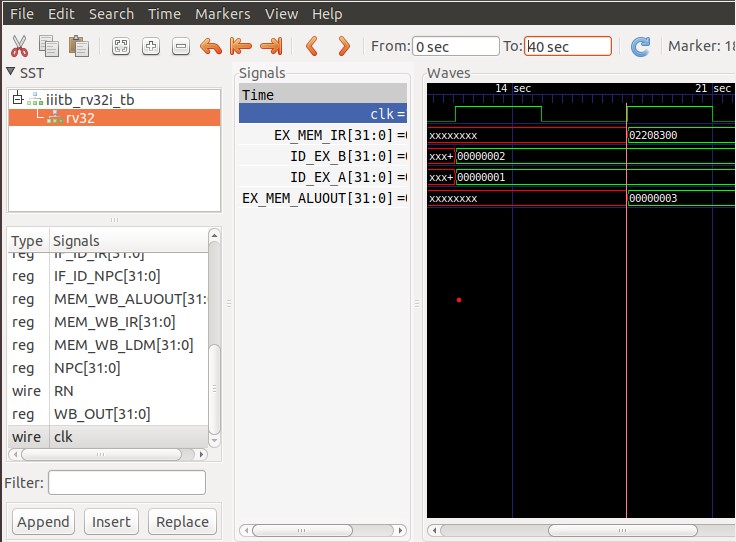 File Edit Search Time Markers View Help
From: 0 sec To: 40 sec Marker: 18
SST
iiitb_rv32i_tb
rv32
Type Signals
reg IF_ID_IR[31:0]
reg IF_ID_NPC[31:0]
reg MEM_WB_ALUOUT[31:
reg MEM_WB_IR[31:0]
reg MEM_WB_LDM[31:0]
reg NPC[31:0]
wire RN
reg WB_OUT[31:0]
wire clk
Filter:
Append Insert Replace
Signals
Time
clk =
EX_MEM_IR[31:0] =
ID_EX_B[31:0] =
ID_EX_A[31:0] =
EX_MEM_ALUOUT[31:0] =
Waves
14 sec 21 sec
xxxxxxxx 02208300
xxx+ 00000002
xxx+ 00000001
xxxxxxxx 00000003